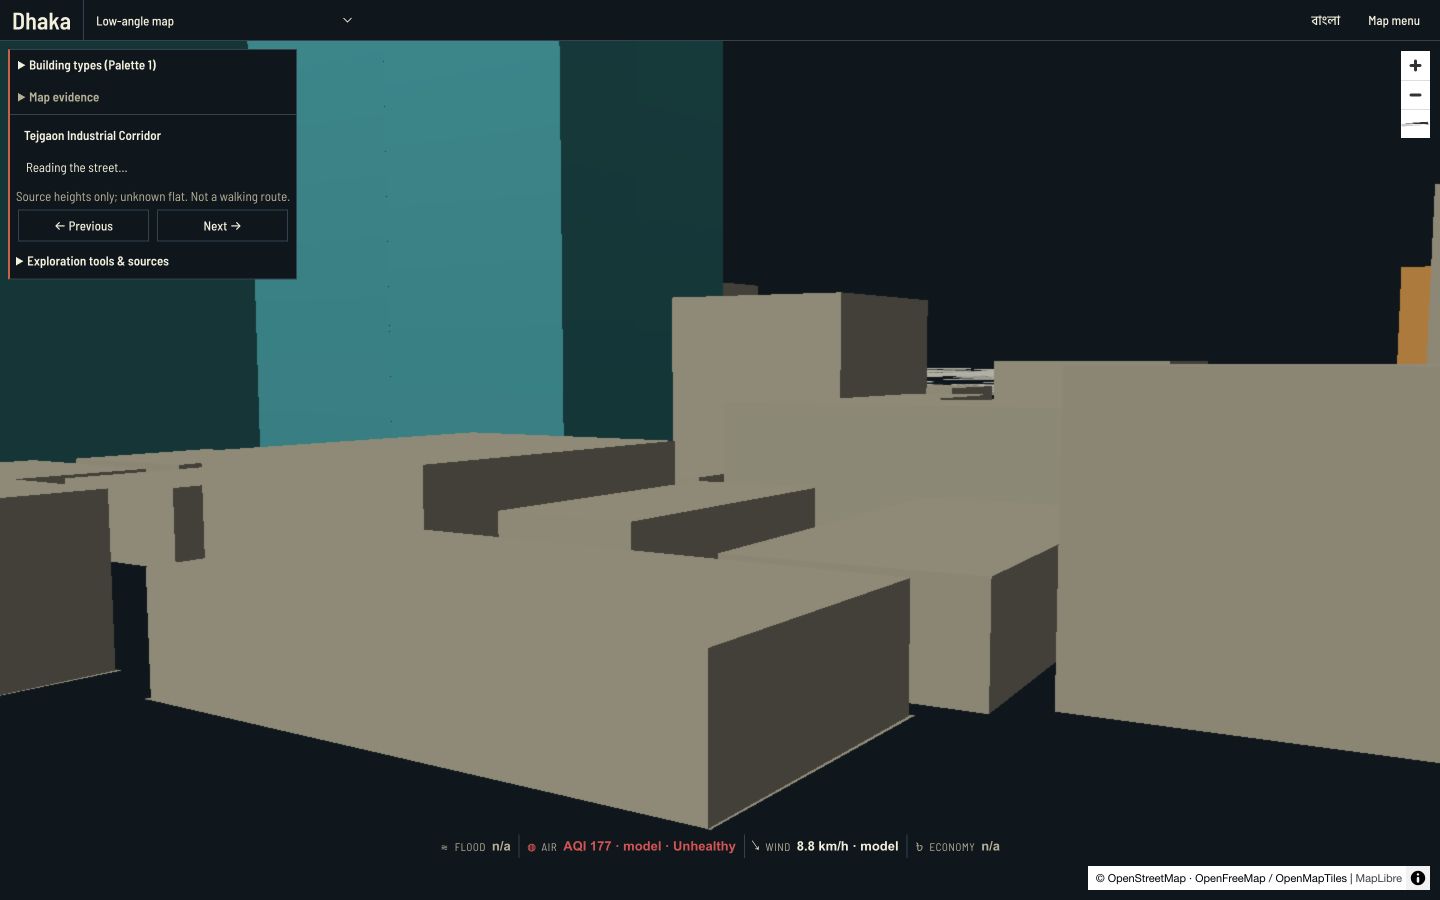 Dhaka
Low-angle map
বাংলা
Map menu
Building types (Palette 1)
Map evidence
Tejgaon Industrial Corridor
Reading the street...
Source heights only; unknown flat. Not a walking route.
← Previous
Next →
Exploration tools & sources
≈ FLOOD n/a
AIR AQI 177 · model · Unhealthy
WIND 8.8 km/h · model
ECONOMY n/a
© OpenStreetMap · OpenFreeMap / OpenMapTiles | MapLibre